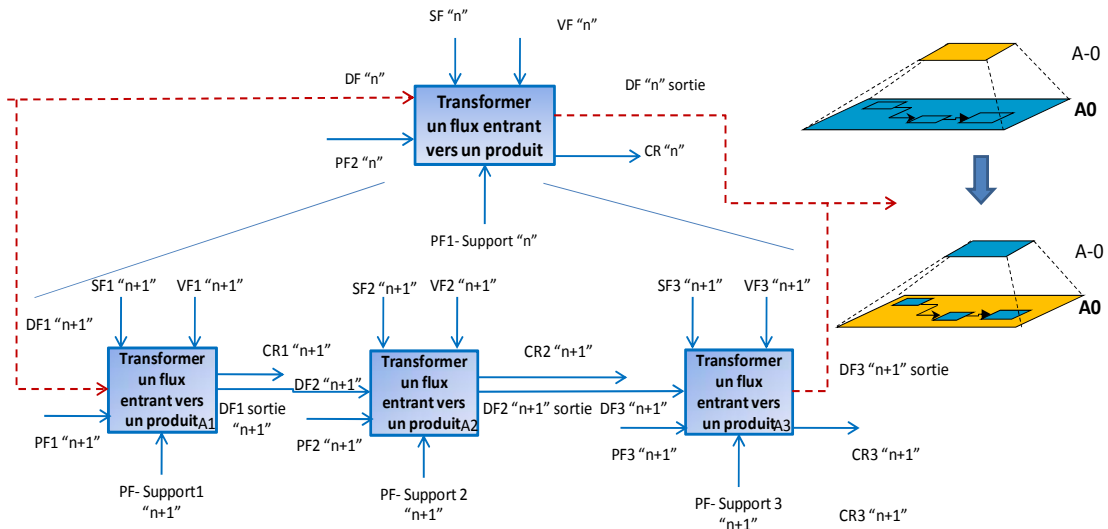 SF “n”
VF “n”
DF “n”
DF “n” sortie
Transformer
un flux entrant
vers un produit
PF2 “n”
CR “n”
PF1- Support “n”
A-0
A0
A-0
A0
SF1 “n+1”
VF1 “n+1”
SF2 “n+1”
VF2 “n+1”
SF3 “n+1”
VF3 “n+1”
DF1 “n+1”
CR1 “n+1”
CR2 “n+1”
DF3 “n+1” sortie
Transformer
un flux
entrant vers
un produit
A1
DF2 “n+1”
Transformer
un flux
entrant vers
un produit
A2
DF2 “n+1” sortie
DF3 “n+1”
Transformer
un flux
entrant vers
un produit
A3
DF1 sortie
“n+1”
PF1 “n+1”
PF2 “n+1”
PF3 “n+1”
CR3 “n+1”
PF- Support1
“n+1”
PF- Support 2
“n+1”
PF- Support 3
“n+1”
CR3 “n+1”